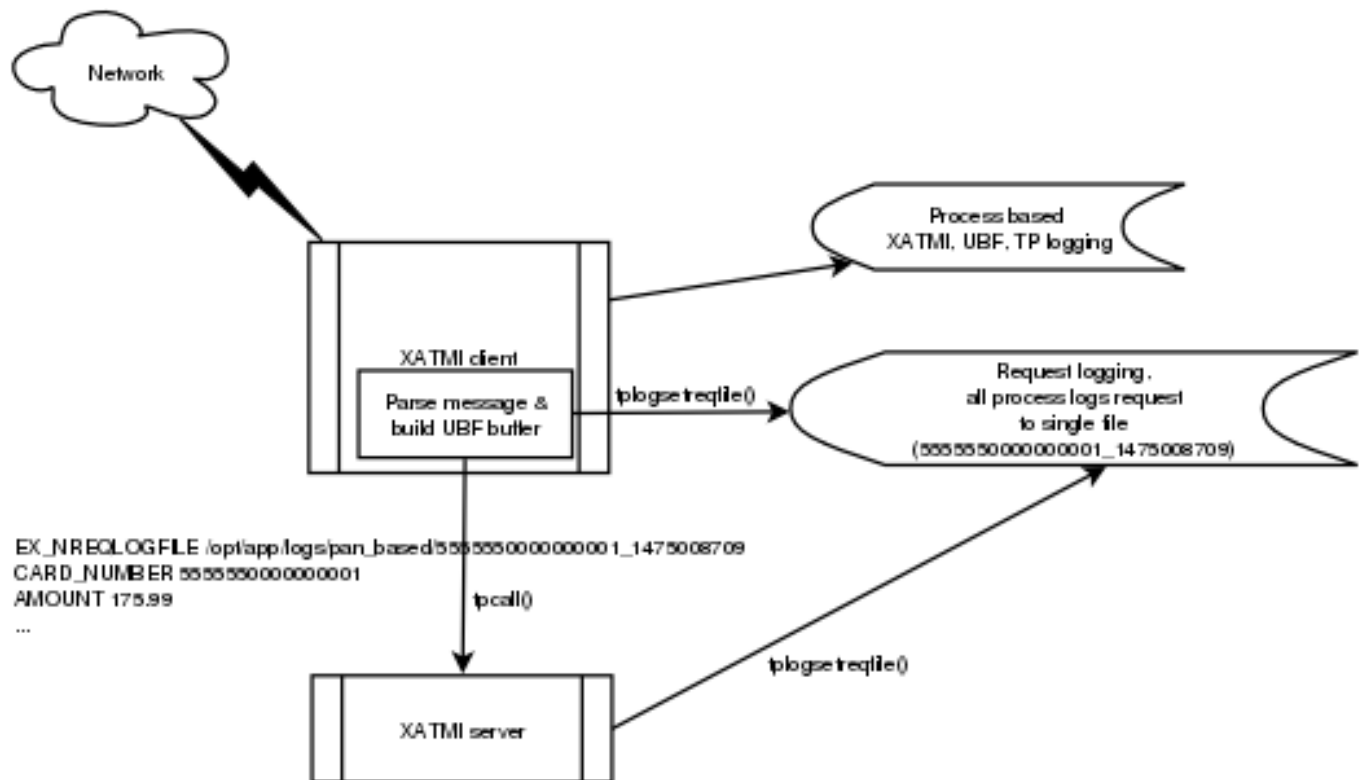 Network
Process based
XATMI, UBF, TP logging
XATMI client
Parse message &
build UBF buffer
tplogsetreqfile()
Request logging,
all process logs request
to single file
(5555550000000001_1475008709)
EX_NREQLOGFILE /opt/app/logs/pan_based/5555550000000001_1475008709
CARD_NUMBER 5555550000000001
AMOUNT 175.99
...
tpcall()
tplogsetreqfile()
XATMI server